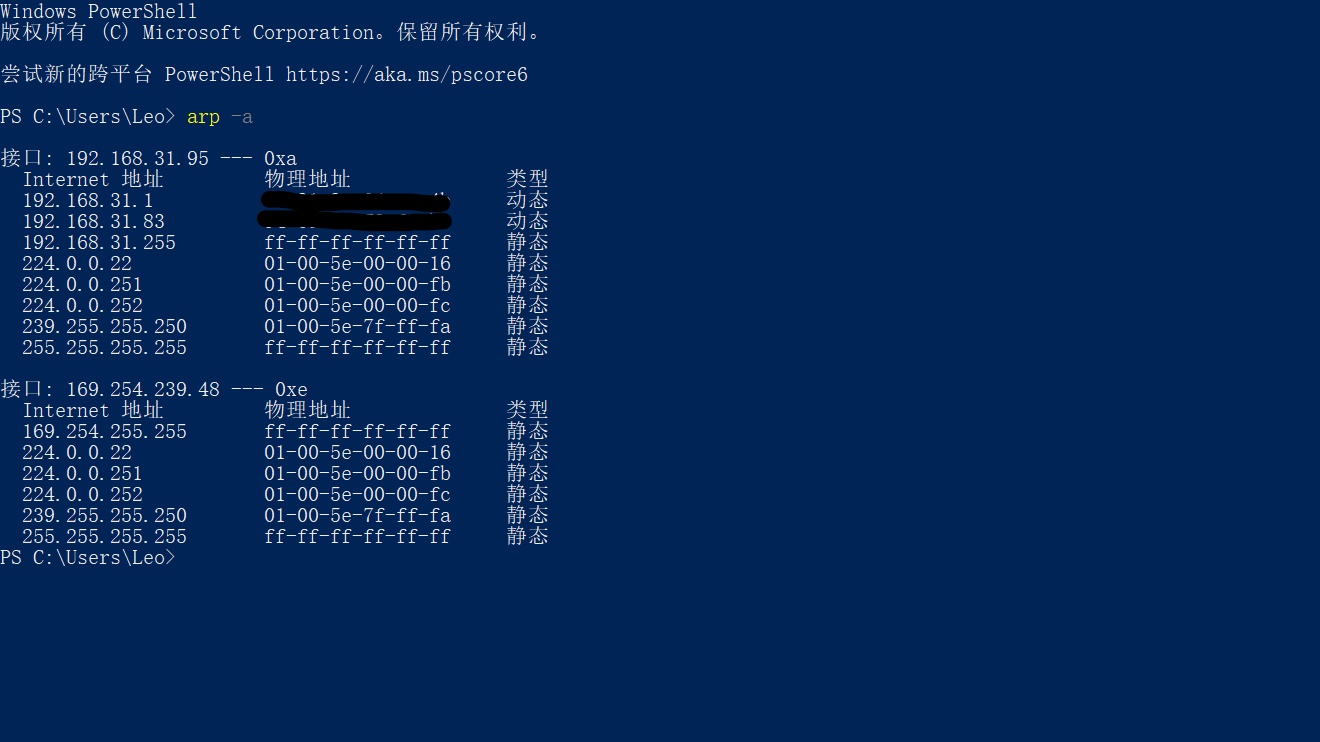 Windows PowerShell
版权所有 (C) Microsoft Corporation。保留所有权利。
尝试新的跨平台 PowerShell https://aka.ms/pscore6
PS C:\Users\Leo> arp -a
接口: 192.168.31.95 --- 0xa
Internet 地址 物理地址 类型
192.168.31.1 动态
192.168.31.83 动态
192.168.31.255 ff-ff-ff-ff-ff-ff 静态
224.0.0.22 01-00-5e-00-00-16 静态
224.0.0.251 01-00-5e-00-00-fb 静态
224.0.0.252 01-00-5e-00-00-fc 静态
239.255.255.250 01-00-5e-7f-ff-fa 静态
255.255.255.255 ff-ff-ff-ff-ff-ff 静态
接口: 169.254.239.48 --- 0xe
Internet 地址 物理地址 类型
169.254.255.255 ff-ff-ff-ff-ff-ff 静态
224.0.0.22 01-00-5e-00-00-16 静态
224.0.0.251 01-00-5e-00-00-fb 静态
224.0.0.252 01-00-5e-00-00-fc 静态
239.255.255.250 01-00-5e-7f-ff-fa 静态
255.255.255.255 ff-ff-ff-ff-ff-ff 静态
PS C:\Users\Leo>